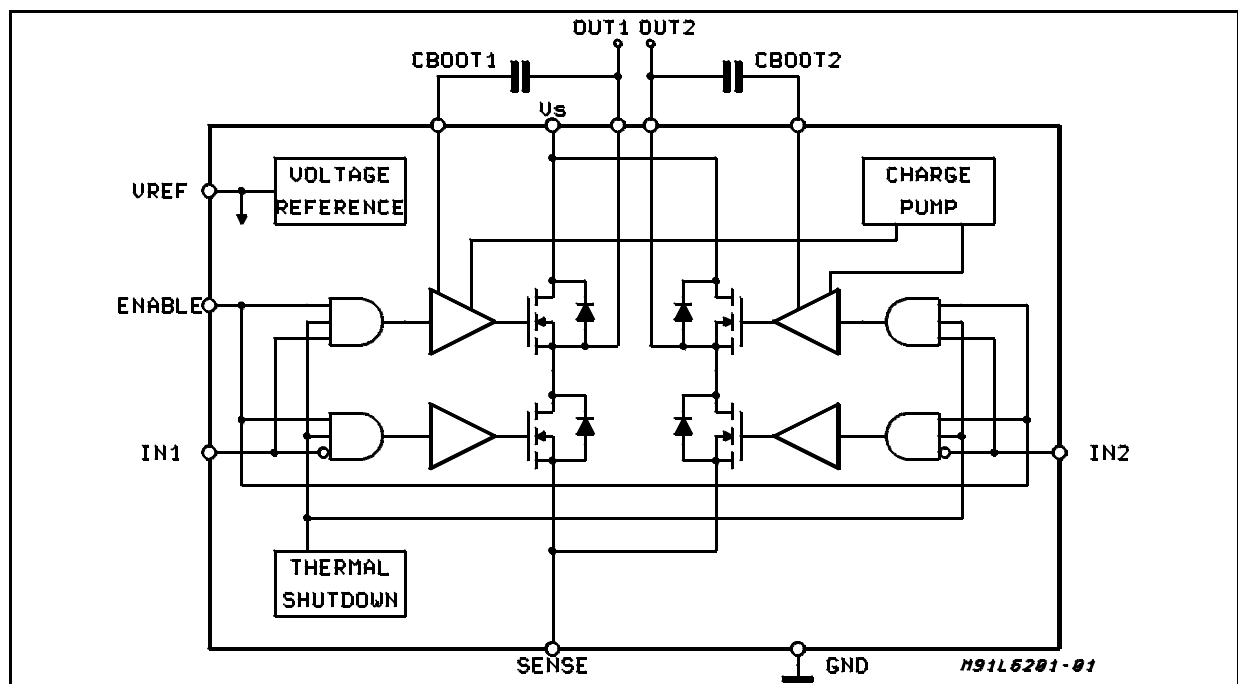 OUT1 OUT2
CBOOT1
CBOOT2
Vs
VREF
VOLTAGE
REFERENCE
CHARGE
PUMP
ENABLE
IN1
IN2
THERMAL
SHUTDOWN
SENSE
GND
M91L6201-01